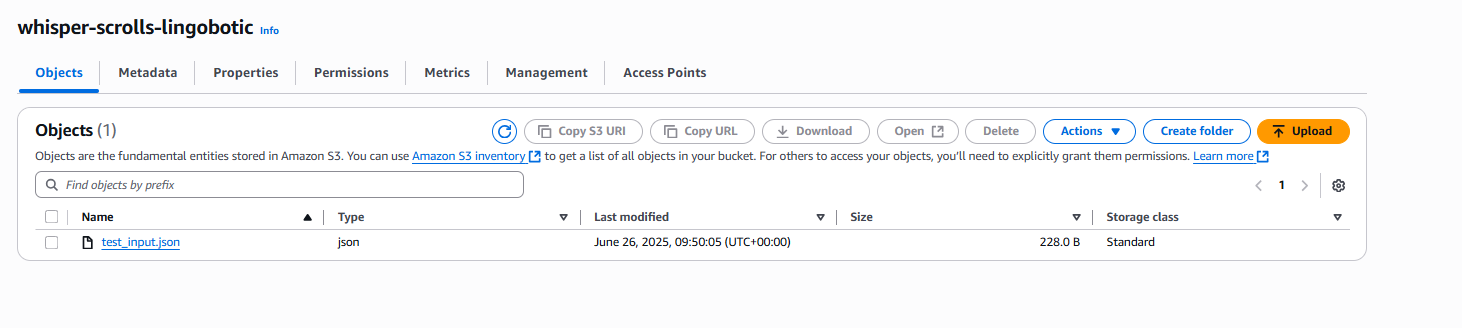 whisper-scrolls-lingobotic Info
Objects Metadata Properties Permissions Metrics Management Access Points
Objects (1) Copy S3 URI Copy URL Download Open Delete Actions Create folder Upload
Objects are the fundamental entities stored in Amazon S3. You can use Amazon S3 inventory to get a list of all objects in your bucket. For others to access your objects, you'll need to explicitly grant them permissions. Learn more
Find objects by prefix 1
Name Type Last modified Size Storage class
test_input.json json June 26, 2025, 09:50:05 (UTC+00:00) 228.0 B Standard